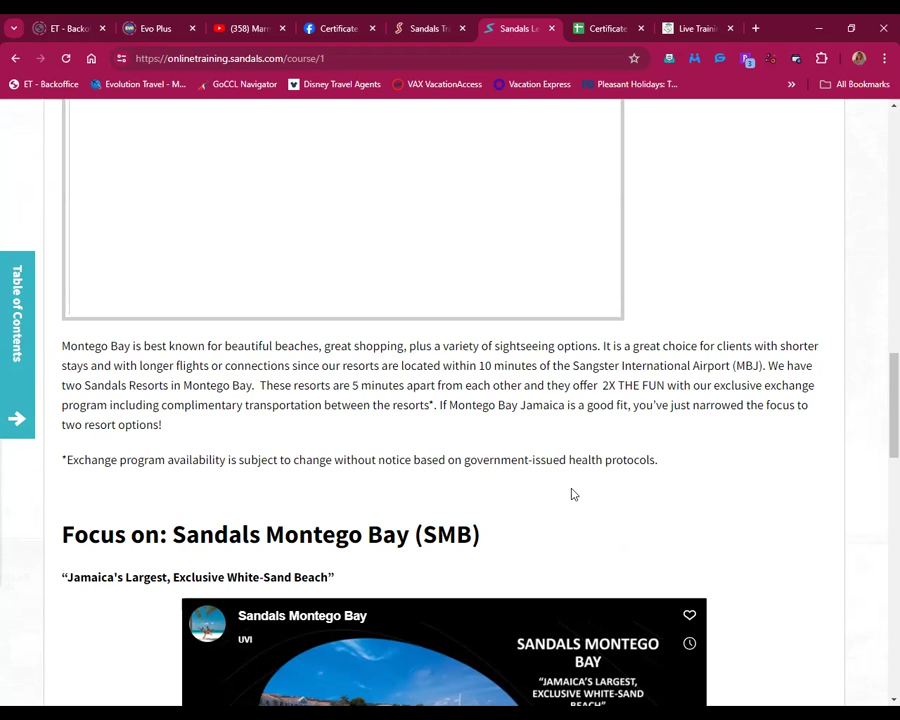 ET - Backo
Evo Plus
(358) Mar
Certificate
Sandals Tr
Sandals Le
Certificate
Live Traini
https://onlinetraining.sandals.com/course/1
ET - Backoffice
Evolution Travel - M...
GoCCL Navigator
Disney Travel Agents
VAX VacationAccess
Vacation Express
Pleasant Holidays: T...
All Bookmarks
Table of Contents
Montego Bay is best known for beautiful beaches, great shopping, plus a variety of sightseeing options. It is a great choice for clients with shorter
stays and with longer flights or connections since our resorts are located within 10 minutes of the Sangster International Airport (MBJ). We have
two Sandals Resorts in Montego Bay.  These resorts are 5 minutes apart from each other and they offer  2X THE FUN with our exclusive exchange
program including complimentary transportation between the resorts*. If Montego Bay Jamaica is a good fit, you've just narrowed the focus to
two resort options!
*Exchange program availability is subject to change without notice based on government-issued health protocols.
Focus on: Sandals Montego Bay (SMB)
“Jamaica's Largest, Exclusive White-Sand Beach”
Sandals Montego Bay
UVI
SANDALS MONTEGO
BAY
"JAMAICA'S LARGEST,
EXCLUSIVE WHITE-SAND
BEACH"